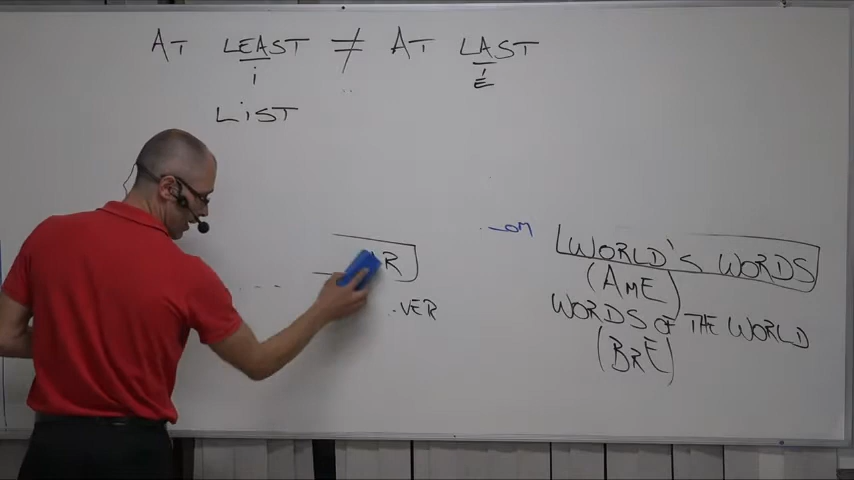 AT LEAST ≠ AT LAST
i É
LiST
R
.VER
WORLD'S WORDS
(AME)
WORDS OF THE WORLD
(BRE)